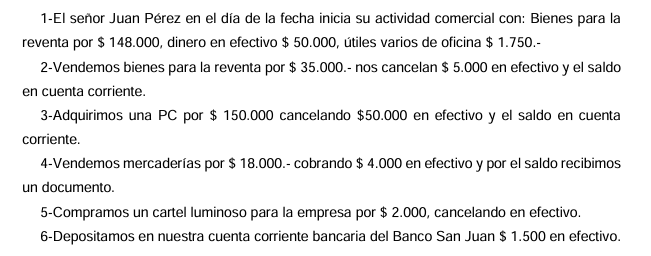 1-El señor Juan Pérez en el día de la fecha inicia su actividad comercial con: Bienes para la
reventa por $ 148.000, dinero en efectivo $ 50.000, útiles varios de oficina $ 1.750.-
2-Vendemos bienes para la reventa por $ 35.000.- nos cancelan $ 5.000 en efectivo y el saldo
en cuenta corriente.
3-Adquirimos una PC por $ 150.000 cancelando $50.000 en efectivo y el saldo en cuenta
corriente.
4-Vendemos mercaderías por $ 18.000.- cobrando $ 4.000 en efectivo y por el saldo recibimos
un documento.
5-Compramos un cartel luminoso para la empresa por $ 2.000, cancelando en efectivo.
6-Depositamos en nuestra cuenta corriente bancaria del Banco San Juan $ 1.500 en efectivo.